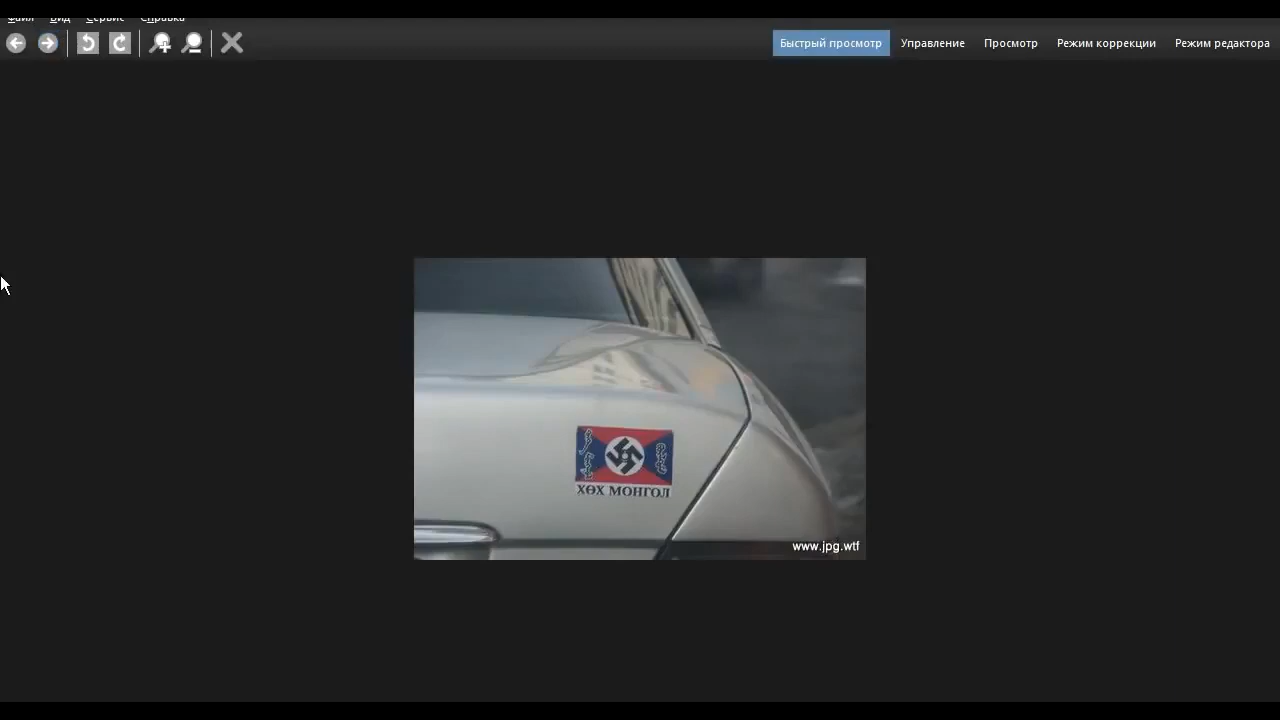 Файл Вид Сервис Справка
Быстрый просмотр Управление Просмотр Режим коррекции Режим редактора
ХӨХ МОНГОЛ
www.jpg.wtf